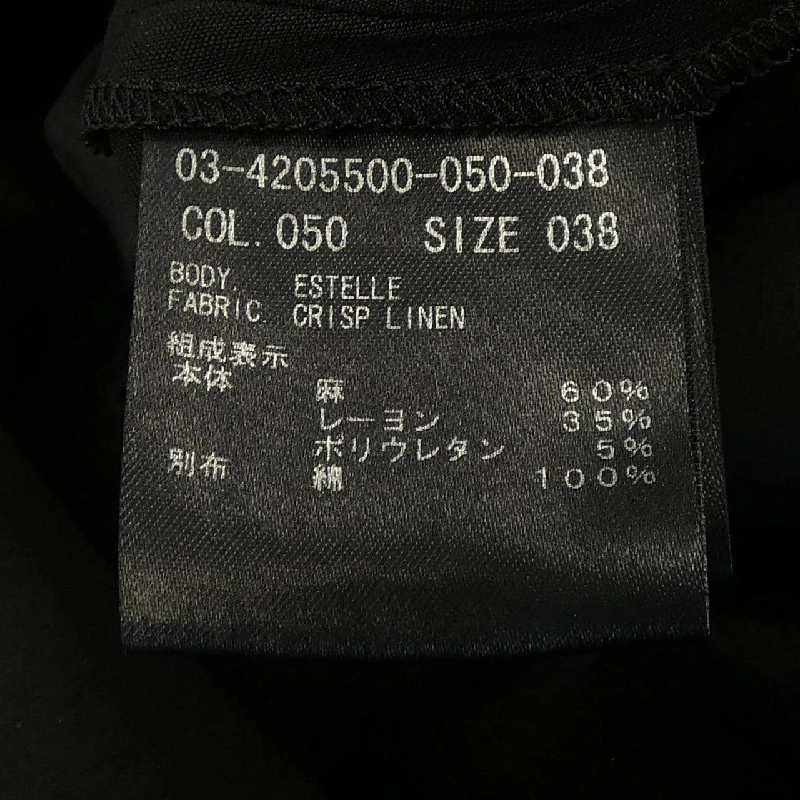 03-4205500-050-038
COL. 050 SIZE 038
BODY. ESTELLE
FABRIC. CRISP LINEN
組成表示
本体 麻 60%
レーヨン 35%
ポリウレタン 5%
別布 綿 100%